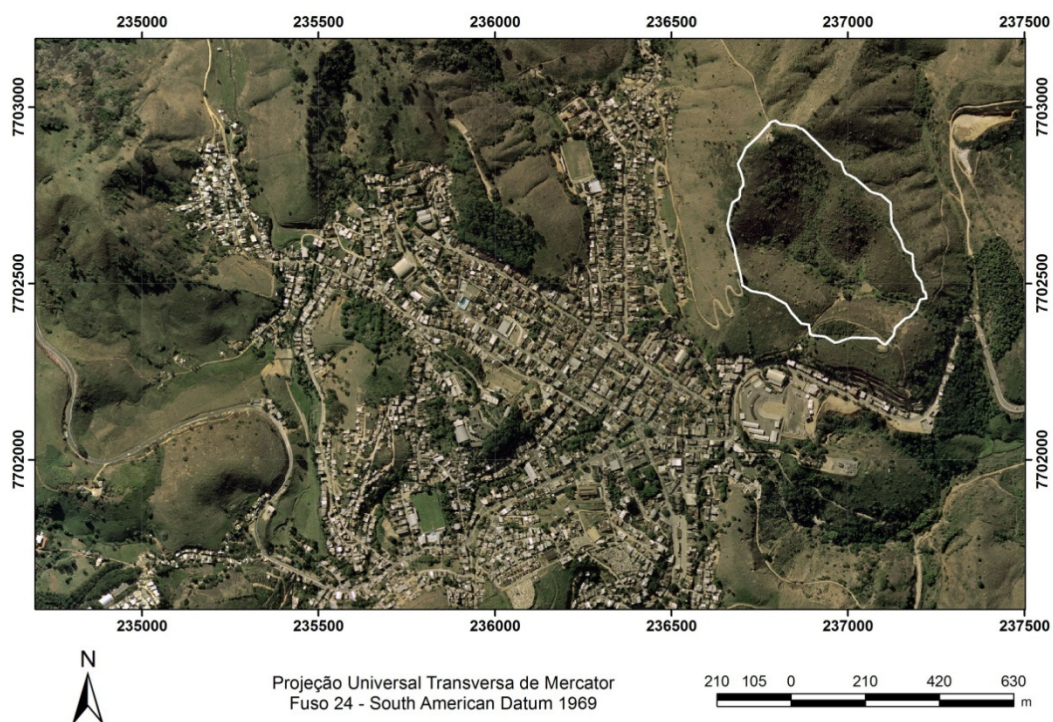 235000 235500 236000 236500 237000 237500
7703000 7703000
7702500 7702500
7702000 7702000
235000 235500 236000 236500 237000 237500
N
Projeção Universal Transversa de Mercator
Fuso 24 - South American Datum 1969
210 105 0 210 420 630
m